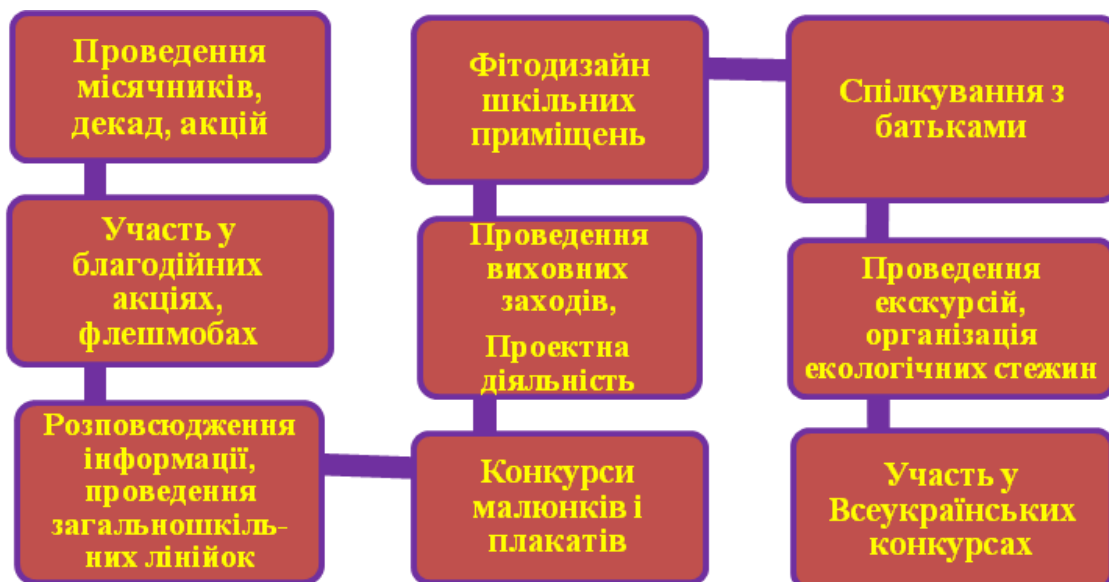 Проведення
місячників,
декад, акцій
Участь у
благодійних
акціях,
флешмобах
Розповсюдження
інформації,
проведення
загальношкіль-
них лінійок
Конкурси
малюнків і
плакатів
Проведення
виховних
заходів,
Проектна
діяльність
Фітодизайн
шкільних
приміщень
Спілкування з
батьками
Проведення
екскурсій,
організація
екологічних стежин
Участь у
Всеукраїнських
конкурсах